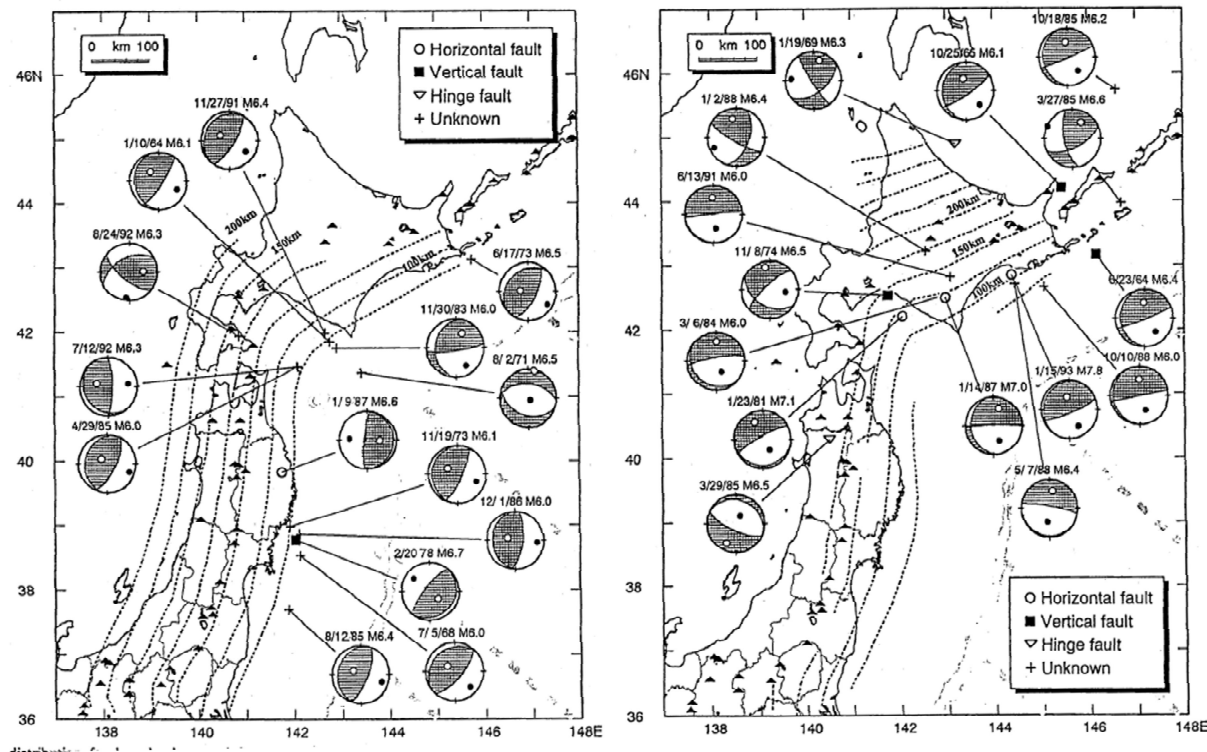 0 km 100
Horizontal fault
Vertical fault
Hinge fault
Unknown
46N
44
42
40
38
36
138
140
142
144
146
148E
11/27/91 M6.4
1/10/64 M6.1
200km
150km
100km
8/24/92 M6.3
6/17/73 M6.5
11/30/83 M6.0
7/12/92 M6.3
8/ 2/71 M6.5
1/ 9 87 M6.6
4/29/85 M6.0
11/19/73 M6.1
12/ 1/86 M6.0
2/20 78 M6.7
8/12/85 M6.4
7/ 5/68 M6.0
0 km 100
46N
44
42
40
38
36
138
140
142
144
146
148E
10/18/85 M6.2
1/19/69 M6.3
10/25/65 M6.1
1/ 2/88 M6.4
3/27/85 M6.6
6/13/91 M6.0
200km
150km
100km
11/ 8/74 M6.5
6/23/64 M6.4
3/ 6/84 M6.0
10/10/88 M6.0
1/15/93 M7.8
1/14/87 M7.0
1/23/81 M7.1
5/ 7/88 M6.4
3/29/85 M6.5
Horizontal fault
Vertical fault
Hinge fault
Unknown